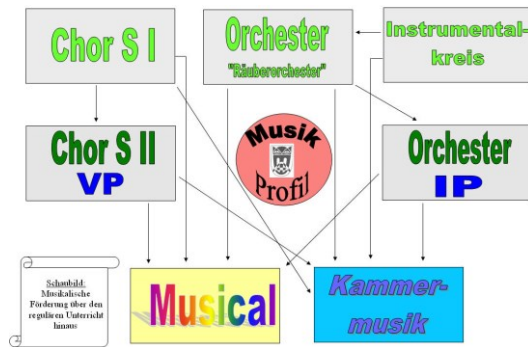 Chor S I
Orchester
"Räuberorchester"
Instrumental-
kreis
Chor S II
VP
Musik
Profil
Orchester
IP
Schaubild:
Musikalische
Förderung über den
regulären Unterricht
hinaus
Musical
Kammer-
musik